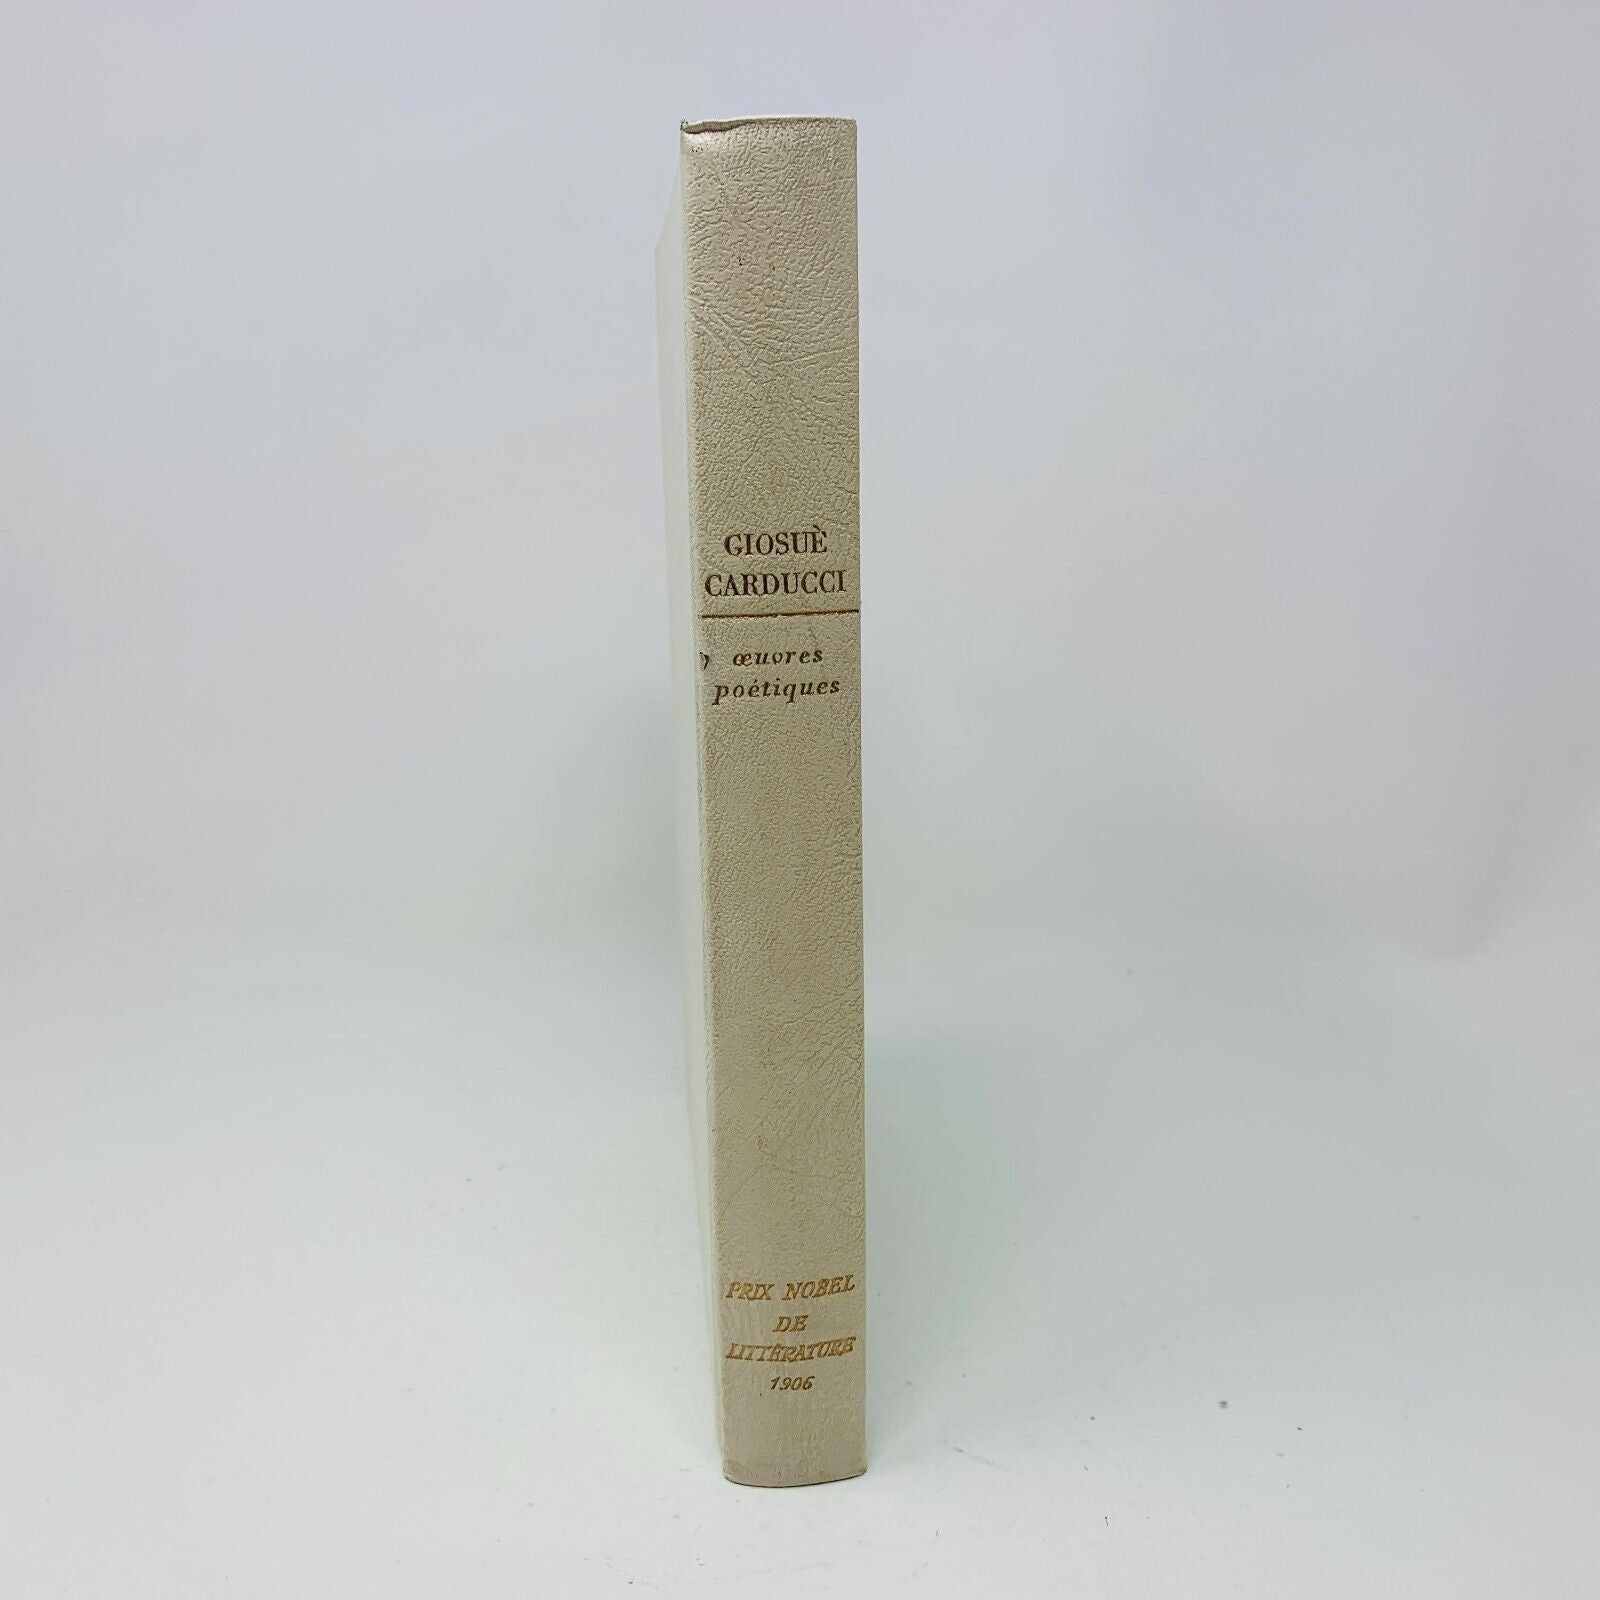 GIOSUÈ
CARDUCCI
œuvres
poétiques
PRIX NOBEL
DE
LITTÉRATURE
1906